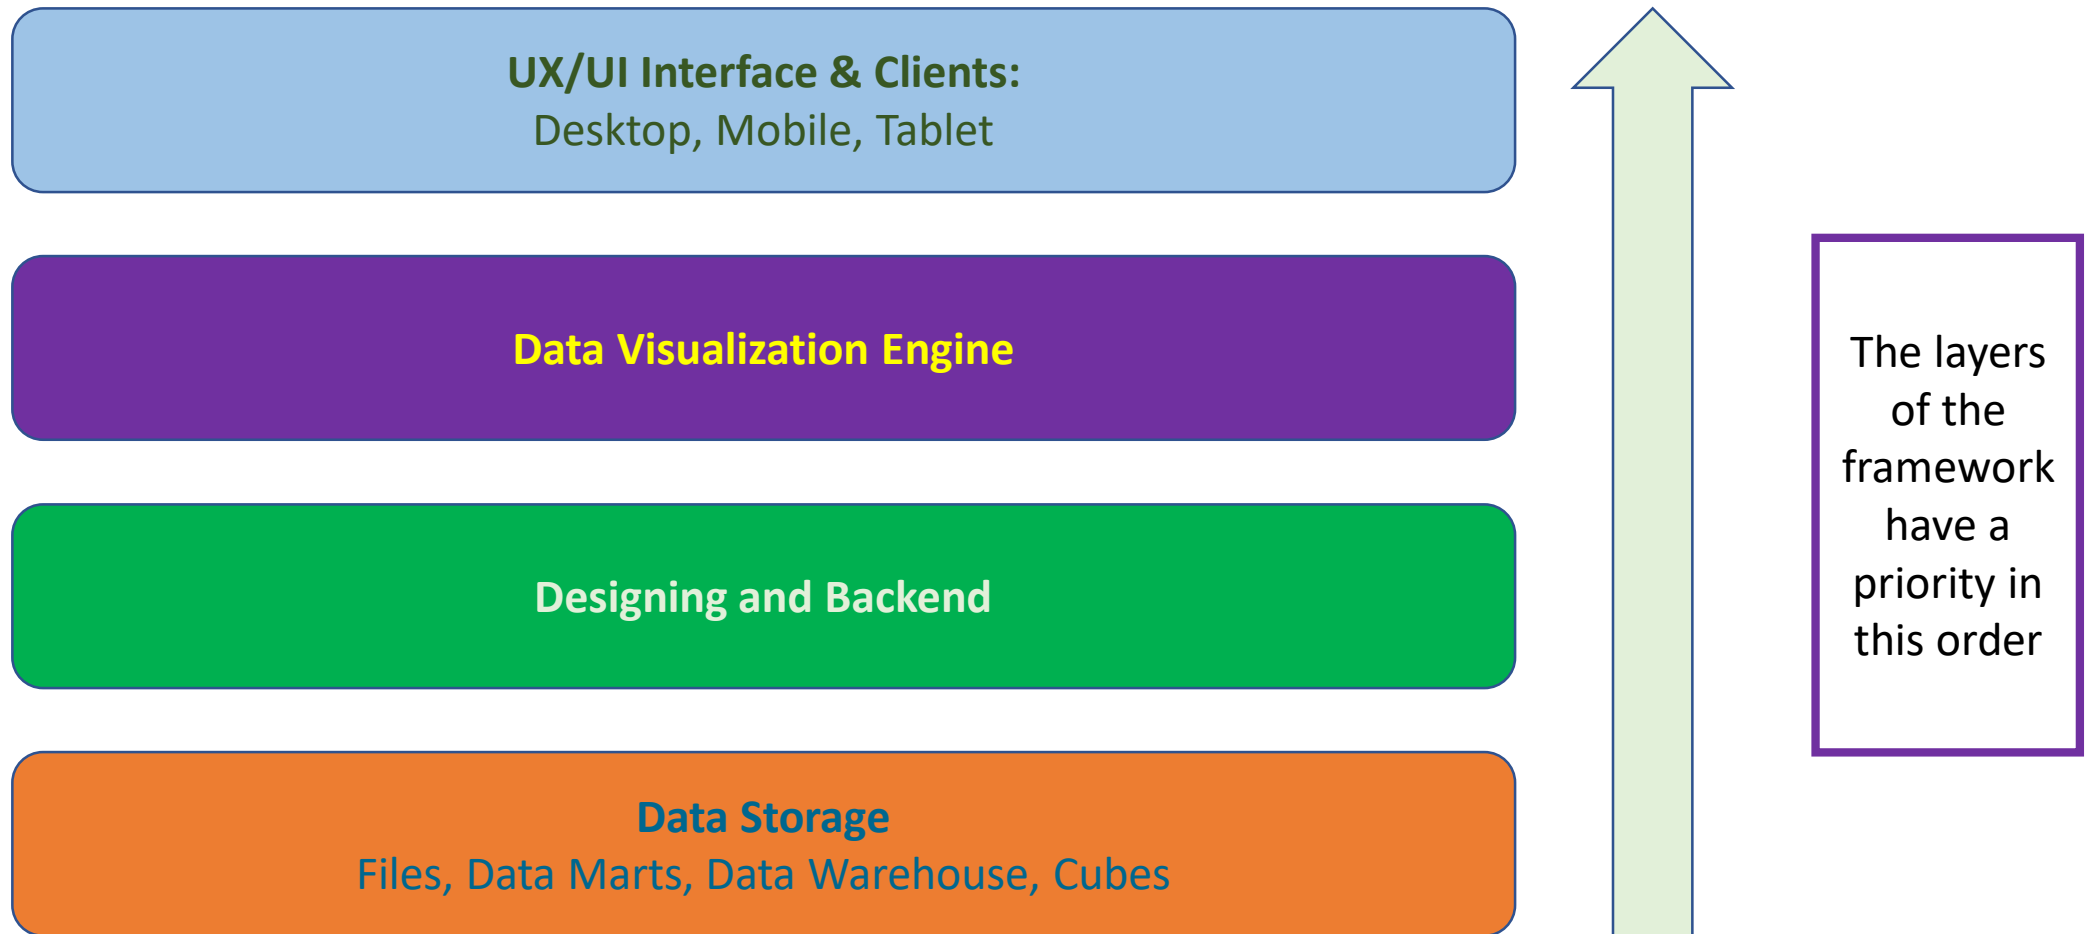 UX/UI Interface & Clients:
Desktop, Mobile, Tablet
Data Visualization Engine
Designing and Backend
Data Storage
Files, Data Marts, Data Warehouse, Cubes
The layers
of the
framework
have a
priority in
this order